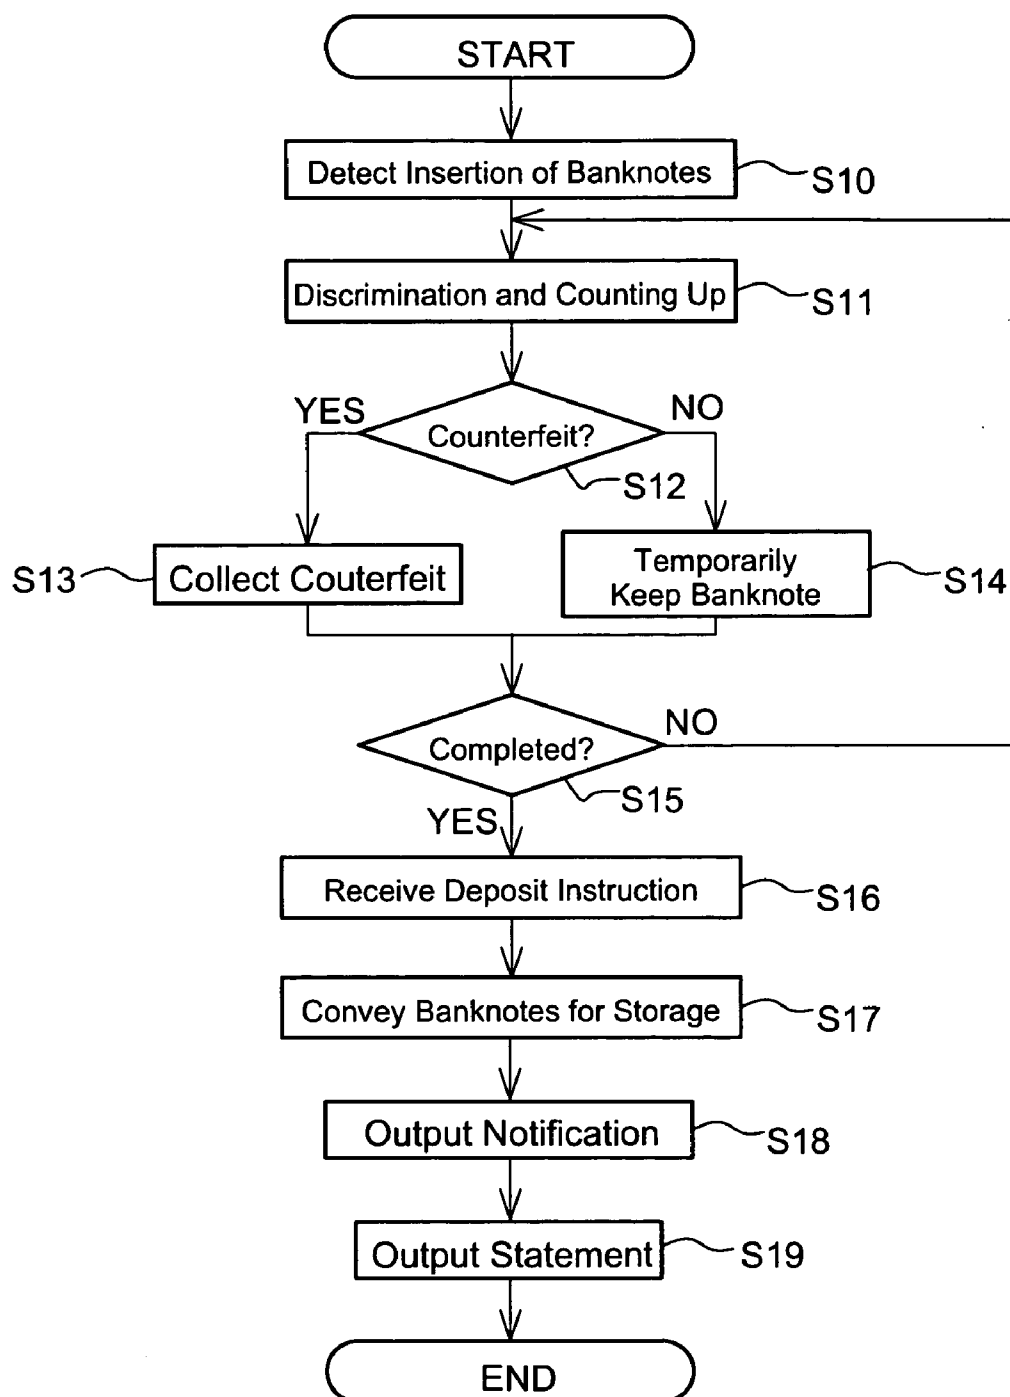 START
Detect Insertion of Banknotes
S10
Discrimination and Counting Up
S11
YES
NO
Counterfeit?
S12
S13
Collect Couterfeit
Temporarily
Keep Banknote
S14
NO
Completed?
S15
YES
Receive Deposit Instruction
S16
Convey Banknotes for Storage
S17
Output Notification
S18
Output Statement
S19
END